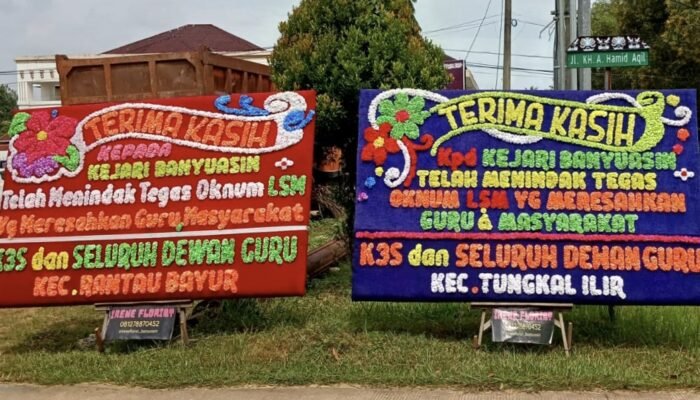 TERIMA KASIH
KEPADA
KEJARI BANYUASIN
TELAH MENINDAK TEGAS OKNUM LSM
Yg MERESAHKAN GURU MASYARAKAT
K3S dan SELURUH DEWAN GURU
KEC. RANTAU BAYUR
IRENE FLORIST
081278870452
Jl. KH. A. Hamid Aqil
TERIMA KASIH
Kpd KEJARI BANYUASIN
TELAH MENINDAK TEGAS
OKNUM LSM YG MERESAHKAN
GURU & MASYARAKAT
K3S dan SELURUH DEWAN GURU
KEC. TUNGKAL ILIR
IRENE FLORIST